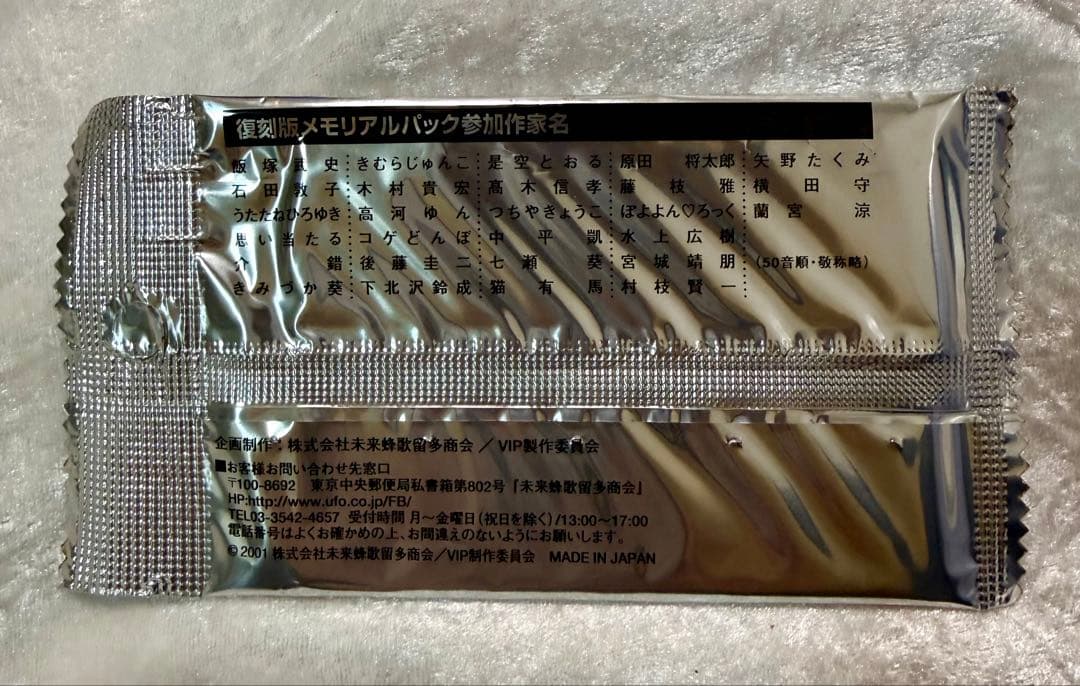 復刻版メモリアルパック参加作家名
飯塚武史 きむらじゅんこ 是空とおる 原田将太郎 矢野たくみ
石田敦子 木村貴宏 髙木信孝 藤枝雅 横田守
うたたねひろゆき 高河ゆん つちやきょうこ ぽよよん♡ろっく 蘭宮涼
思い当たる コゲどんぼ 中平凱 水上広樹
介錯 後藤圭二 七瀬葵 宮城靖朋 (50音順・敬称略)
きみづか葵 下北沢鈴成 猫有馬 村枝賢一
企画制作：株式会社未来蜂歌留多商会／VIP製作委員会
■お客様お問い合わせ先窓口
〒100-8692 東京中央郵便局私書箱第802号『未来蜂歌留多商会』
HP:http://www.ufo.co.jp/FB/
TEL03-3542-4657 受付時間 月〜金曜日(祝日を除く)/13:00〜17:00
電話番号はよくお確かめの上、お間違えのないようにお願いします。
© 2001 株式会社未来蜂歌留多商会／VIP制作委員会 MADE IN JAPAN